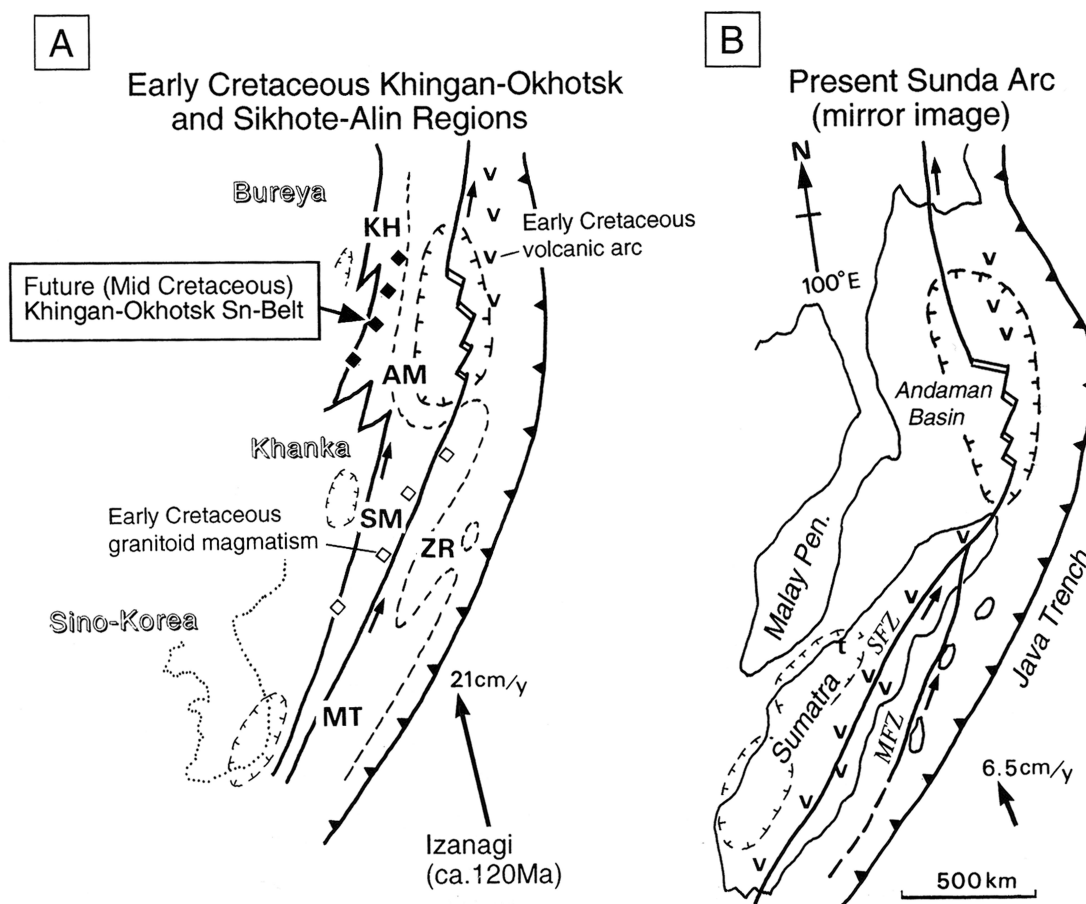 A
Early Cretaceous Khingan-Okhotsk
and Sikhote-Alin Regions
Bureya
KH
Early Cretaceous
volcanic arc
Future (Mid Cretaceous)
Khingan-Okhotsk Sn-Belt
AM
Khanka
SM
Early Cretaceous
granitoid magmatism
ZR
Sino-Korea
MT
21cm/y
Izanagi
(ca.120Ma)
v
v
v
v
B
Present Sunda Arc
(mirror image)
N
100°E
v
v
v
Andaman
Basin
Malay Pen.
v
v
SFZ
t
v
v
Sumatra
v
MFZ
v
v
v
Java Trench
6.5cm/y
500km